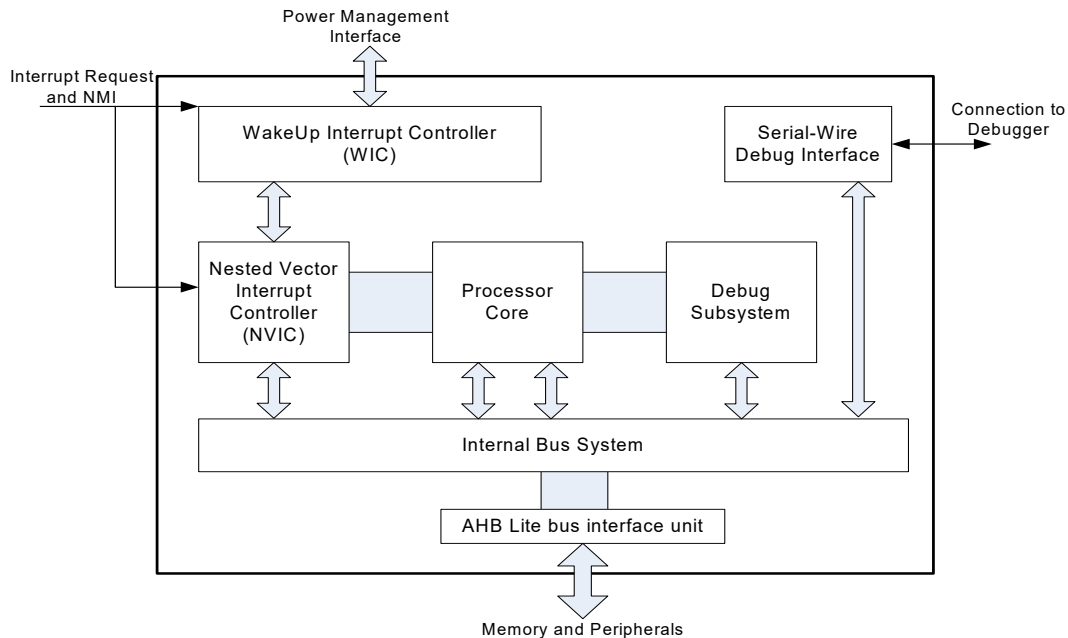 Power Management
Interface
Interrupt Request
and NMI
WakeUp Interrupt Controller
(WIC)
Serial-Wire
Debug Interface
Connection to
Debugger
Nested Vector
Interrupt
Controller
(NVIC)
Processor
Core
Debug
Subsystem
Internal Bus System
AHB Lite bus interface unit
Memory and Peripherals